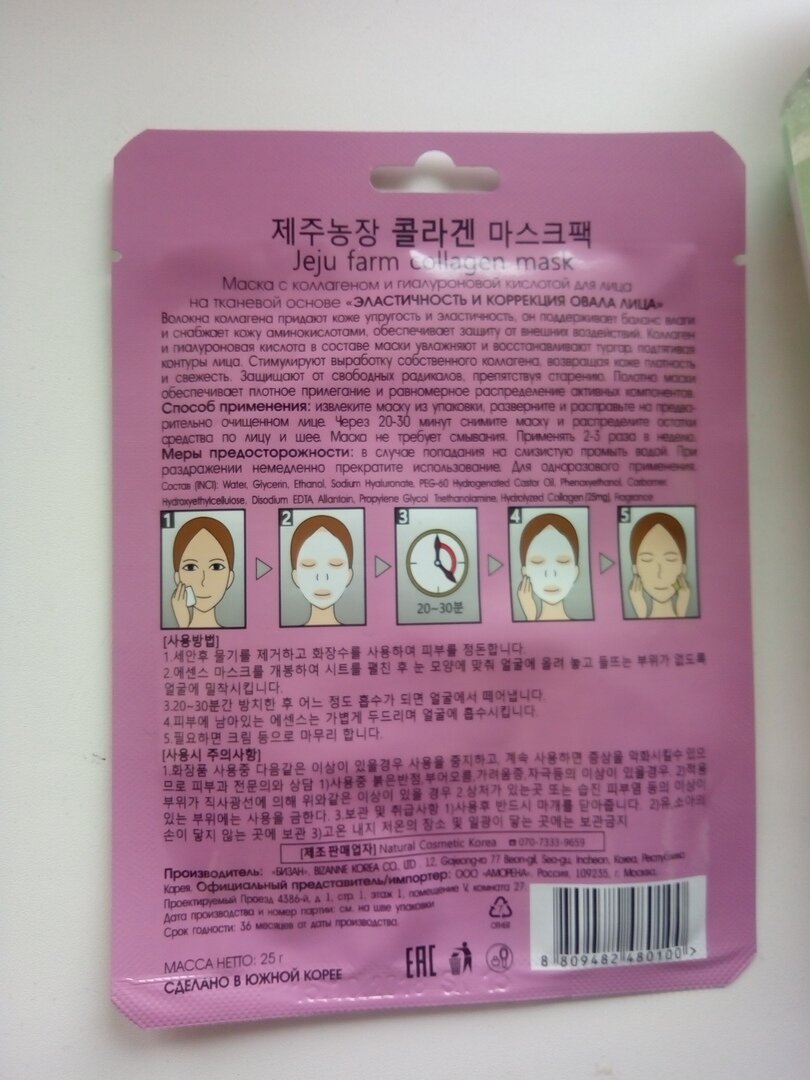 제주농장 콜라겐 마스크팩
Jeju farm collagen mask
Маска с коллагеном и гиалуроновой кислотой для лица
на тканевой основе «ЭЛАСТИЧНОСТЬ И КОРРЕКЦИЯ ОВАЛА ЛИЦА»
Волокна коллагена придают коже упругость и эластичность, он поддерживает баланс влаги
и снабжает кожу аминокислотами, обеспечивает защиту от внешних воздействий. Коллаген
и гиалуроновая кислота в составе маски увлажняют и восстанавливают тургор, подтягивая
контуры лица. Стимулируют выработку собственного коллагена, возвращая коже плотность
и свежесть. Защищают от свободных радикалов, препятствуя старению. Полотно маски
обеспечивает плотное прилегание и равномерное распределение активных компонентов.
Способ применения: извлеките маску из упаковки, разверните и расправьте на предва-
рительно очищенном лице. Через 20-30 минут снимите маску и распределите остатки
средства по лицу и шее. Маска не требует смывания. Применять 2-3 раза в неделю.
Меры предосторожности: в случае попадания на слизистую промыть водой. При
раздражении немедленно прекратите использование. Для одноразового применения.
Состав (INCI): Water, Glycerin, Ethanol, Sodium Hyaluronate, PEG-60 Hydrogenated Castor Oil, Phenoxyethanol, Carbomer,
Hydroxyethylcellulose, Disodium EDTA, Allantoin, Propylene Glycol, Triethanolamine, Hydrolyzed Collagen (25mg), Fragrance
1 2 3 4 5
20~30분
[사용방법]
1.세안후 물기를 제거하고 화장수를 사용하여 피부를 정돈합니다.
2.에센스 마스크를 개봉하여 시트를 펼친 후 눈 모양에 맞춰 얼굴에 올려 놓고 들뜨는 부위가 없도록
얼굴에 밀착시킵니다.
3.20~30분간 방치한 후 어느 정도 흡수가 되면 얼굴에서 떼어냅니다.
4.피부에 남아있는 에센스는 가볍게 두드리며 얼굴에 흡수시킵니다.
5.필요하면 크림 등으로 마무리 합니다.
[사용시 주의사항]
1.화장품 사용중 다음같은 이상이 있을경우 사용을 중지하고, 계속 사용하면 증상을 악화시킬수 있으
므로 피부과 전문의와 상담 1)사용중 붉은반점,부어오름,가려움증,자극등의 이상이 있을경우 2)적용
부위가 직사광선에 의해 위와같은 이상이 있을 경우 2.상처가 있는곳 또는 습진 피부염 등의 이상이
있는 부위에는 사용을 금한다. 3.보관 및 취급사항 1)사용후 반드시 마개를 닫아줍니다. 2)유.소아의
손이 닿지 않는 곳에 보관 3)고온 내지 저온의 장소 및 일광이 닿는 곳에는 보관금지
[제조판매업자] Natural Cosmetic Korea ☎070-7333-9659
Производитель: «БИЗАН», BIZANNE KOREA CO., LTD 12, Gajeong-ro 77 Beon-gil, Seo-gu, Incheon, Korea, Республика
Корея. Официальный представитель/импортер: ООО «АМОРЕНА», Россия, 109235, г. Москва,
Проектируемый Проезд 4386-й, д. 1, стр. 1, этаж 1, помещение V, комната 27.
Дата производства и номер партии: см. на шве упаковки
Срок годности: 36 месяцев от даты производства.
OTHER
МАССА НЕТТО: 25 г
СДЕЛАНО В ЮЖНОЙ КОРЕЕ
EAC
8 809482 480100 >